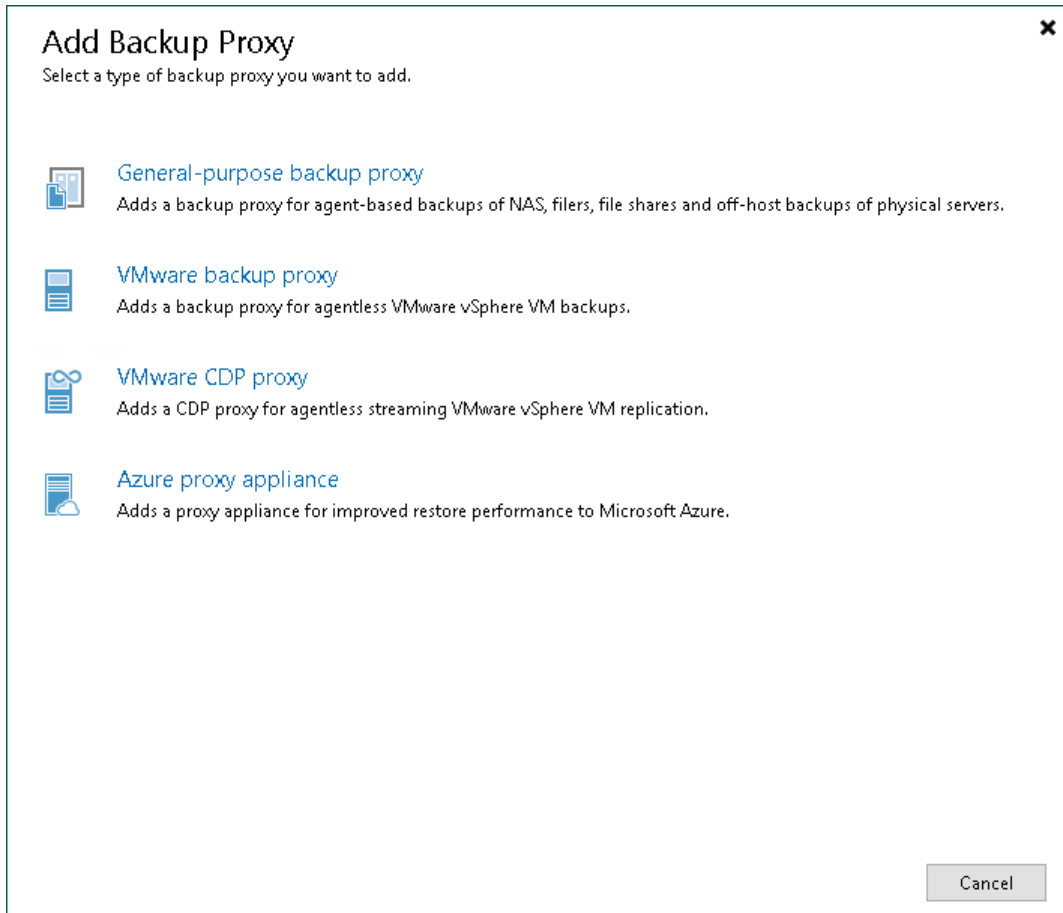 Add Backup Proxy
Select a type of backup proxy you want to add.
General-purpose backup proxy
Adds a backup proxy for agent-based backups of NAS, filers, file shares and off-host backups of physical servers.
VMware backup proxy
Adds a backup proxy for agentless VMware vSphere VM backups.
VMware CDP proxy
Adds a CDP proxy for agentless streaming VMware vSphere VM replication.
Azure proxy appliance
Adds a proxy appliance for improved restore performance to Microsoft Azure.
Cancel